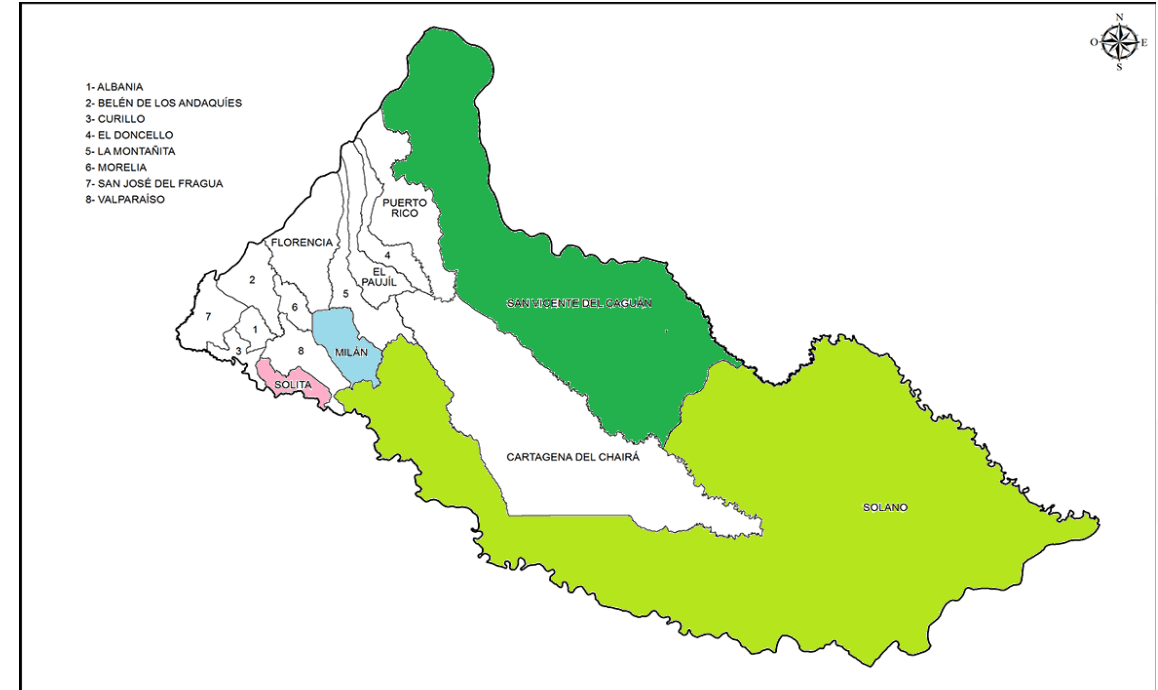 N
O
E
S
1- ALBANIA
2- BELÉN DE LOS ANDAQUÍES
3- CURILLO
4- EL DONCELLO
5- LA MONTAÑITA
6- MORELIA
7- SAN JOSÉ DEL FRAGUA
8- VALPARAÍSO
PUERTO
RICO
FLORENCIA
4
EL
PAUJÍL
2
5
6
SAN VICENTE DEL CAGUÁN
7
1
3
8
MILÁN
SOLITA
CARTAGENA DEL CHAIRÁ
SOLANO